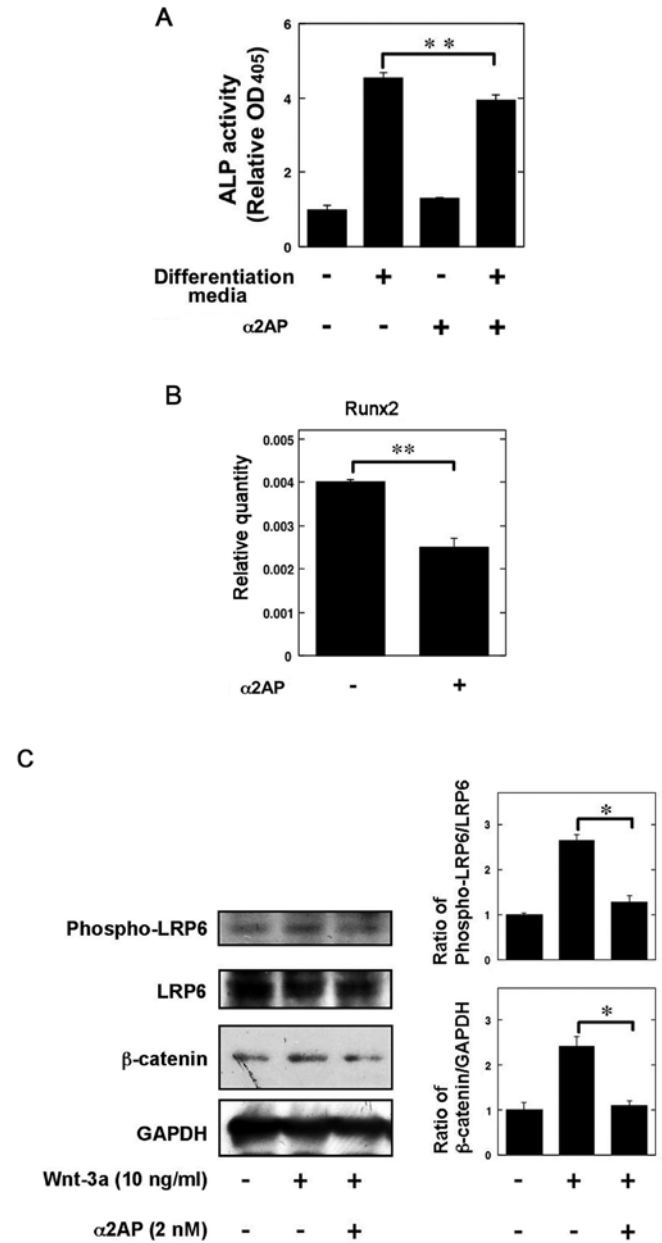 A
ALP activity
(Relative OD405)
6
4
2
0
* *
Differentiation
media
- + - +
α2AP
- - + +
B
Runx2
Relative quantity
0.005
0.004
0.003
0.002
0.001
0
**
α2AP
- +
C
Phospho-LRP6
LRP6
β-catenin
GAPDH
Wnt-3a (10 ng/ml)
- + +
α2AP (2 nM)
- - +
Ratio of
Phospho-LRP6/LRP6
3
2
1
0
*
Ratio of
β-catenin/GAPDH
3
2
1
0
*
- + +
- - +